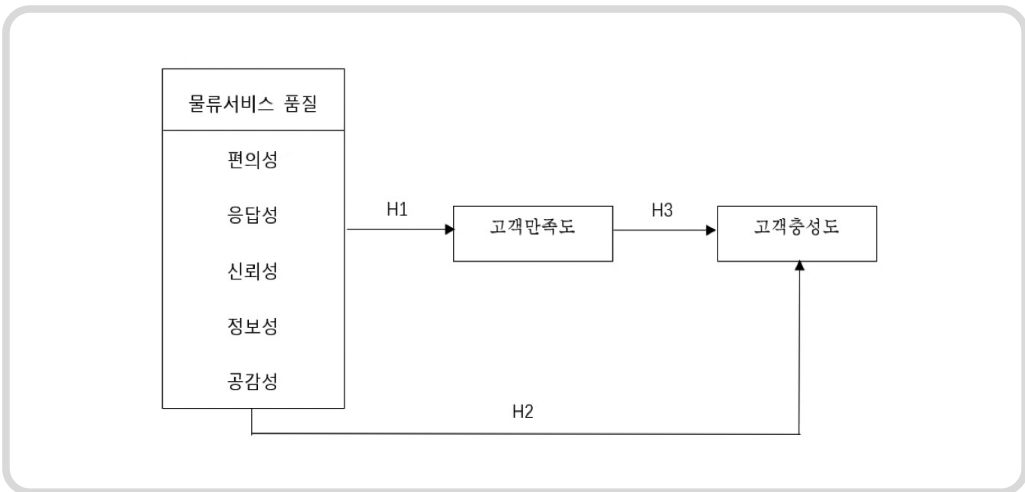 물류서비스 품질
편의성
응답성
신뢰성
정보성
공감성
H1
고객만족도
H3
고객충성도
H2